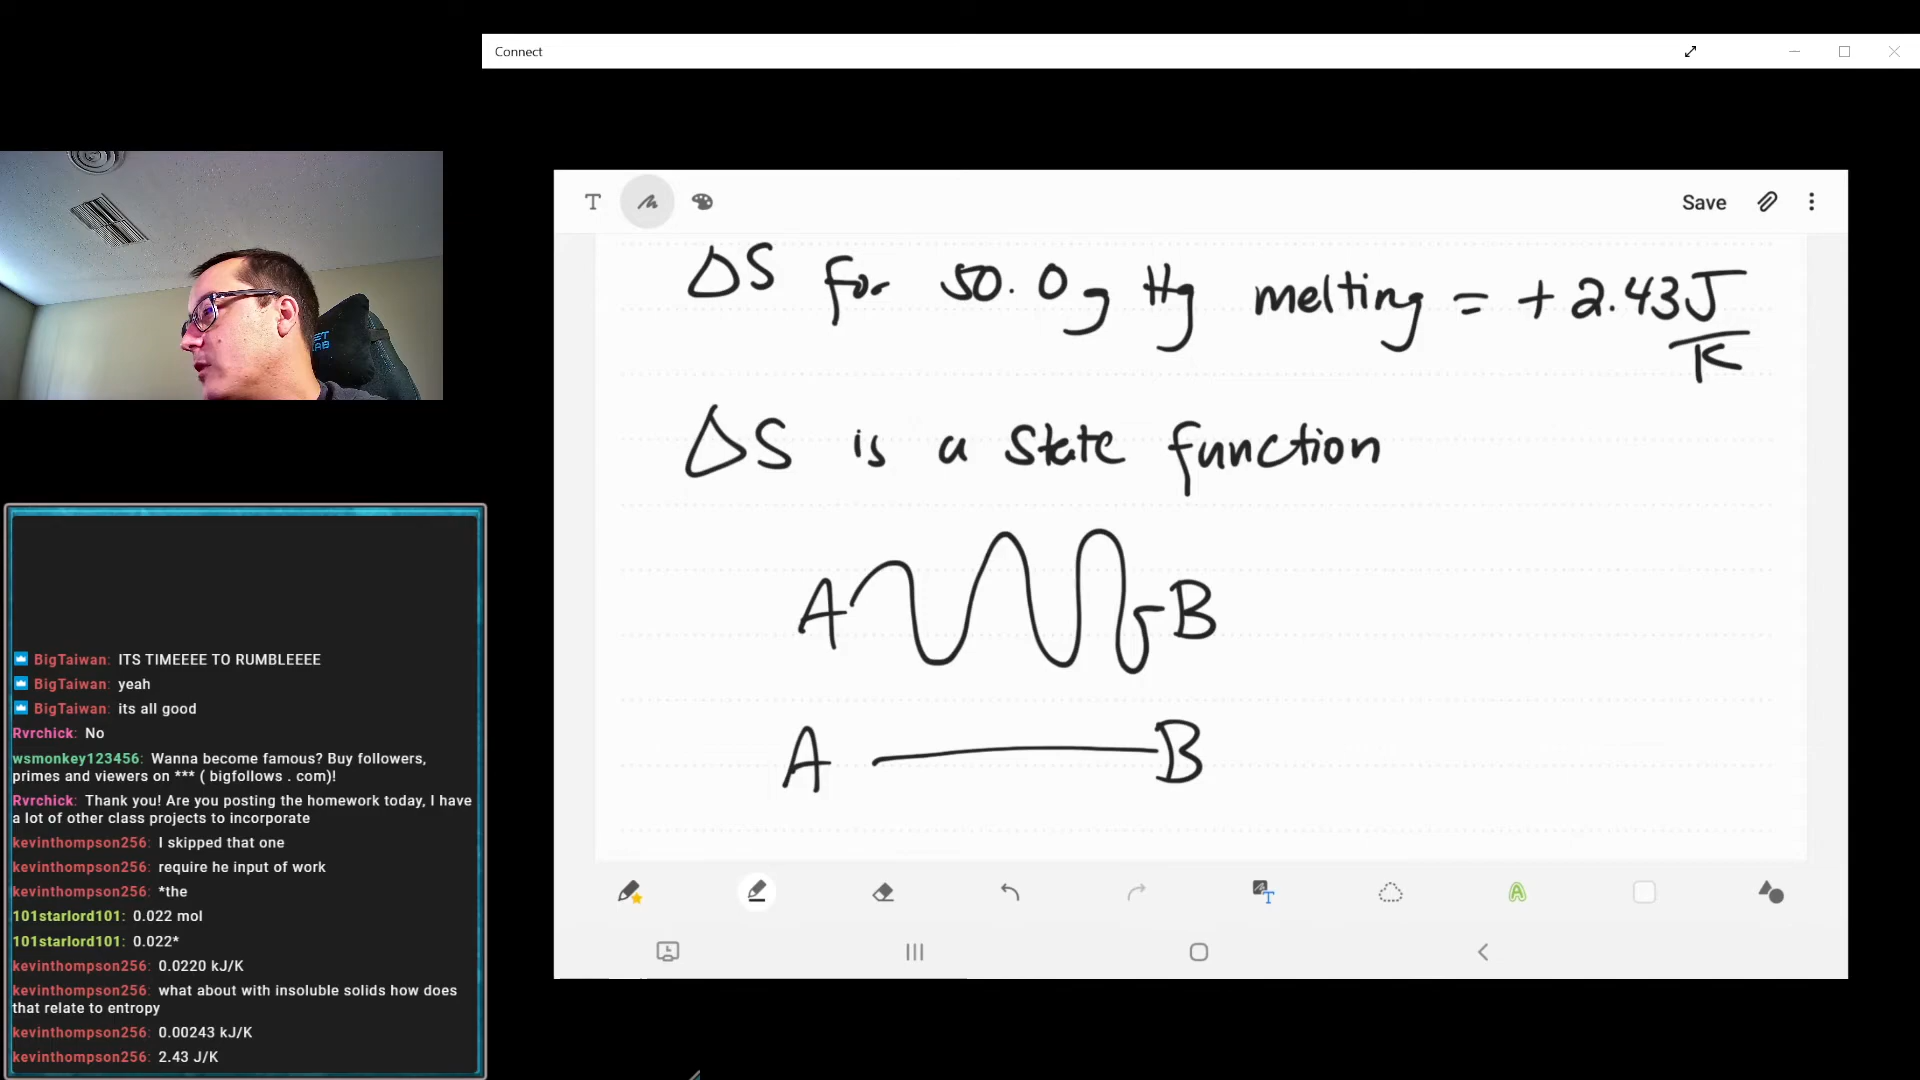 Connect
T
Save
ΔS for 50.0g Hg melting = + 2.43 J/K
ΔS is a state function
A B
A B
BigTaiwan: ITS TIMEEEE TO RUMBLEEEE
BigTaiwan: yeah
BigTaiwan: its all good
Rvrchick: No
wsmonkey123456: Wanna become famous? Buy followers,
primes and viewers on *** ( bigfollows . com)!
Rvrchick: Thank you! Are you posting the homework today, I have
a lot of other class projects to incorporate
kevinthompson256: I skipped that one
kevinthompson256: require he input of work
kevinthompson256: *the
101starlord101: 0.022 mol
101starlord101: 0.022*
kevinthompson256: 0.0220 kJ/K
kevinthompson256: what about with insoluble solids how does
that relate to entropy
kevinthompson256: 0.00243 kJ/K
kevinthompson256: 2.43 J/K